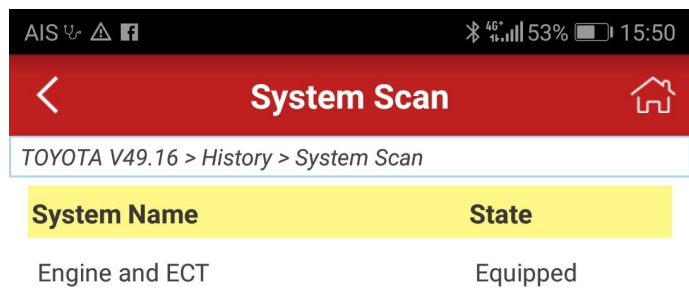 AIS 4G+ 53% 15:50
System Scan
TOYOTA V49.16 > History > System Scan
System Name State
Engine and ECT Equipped